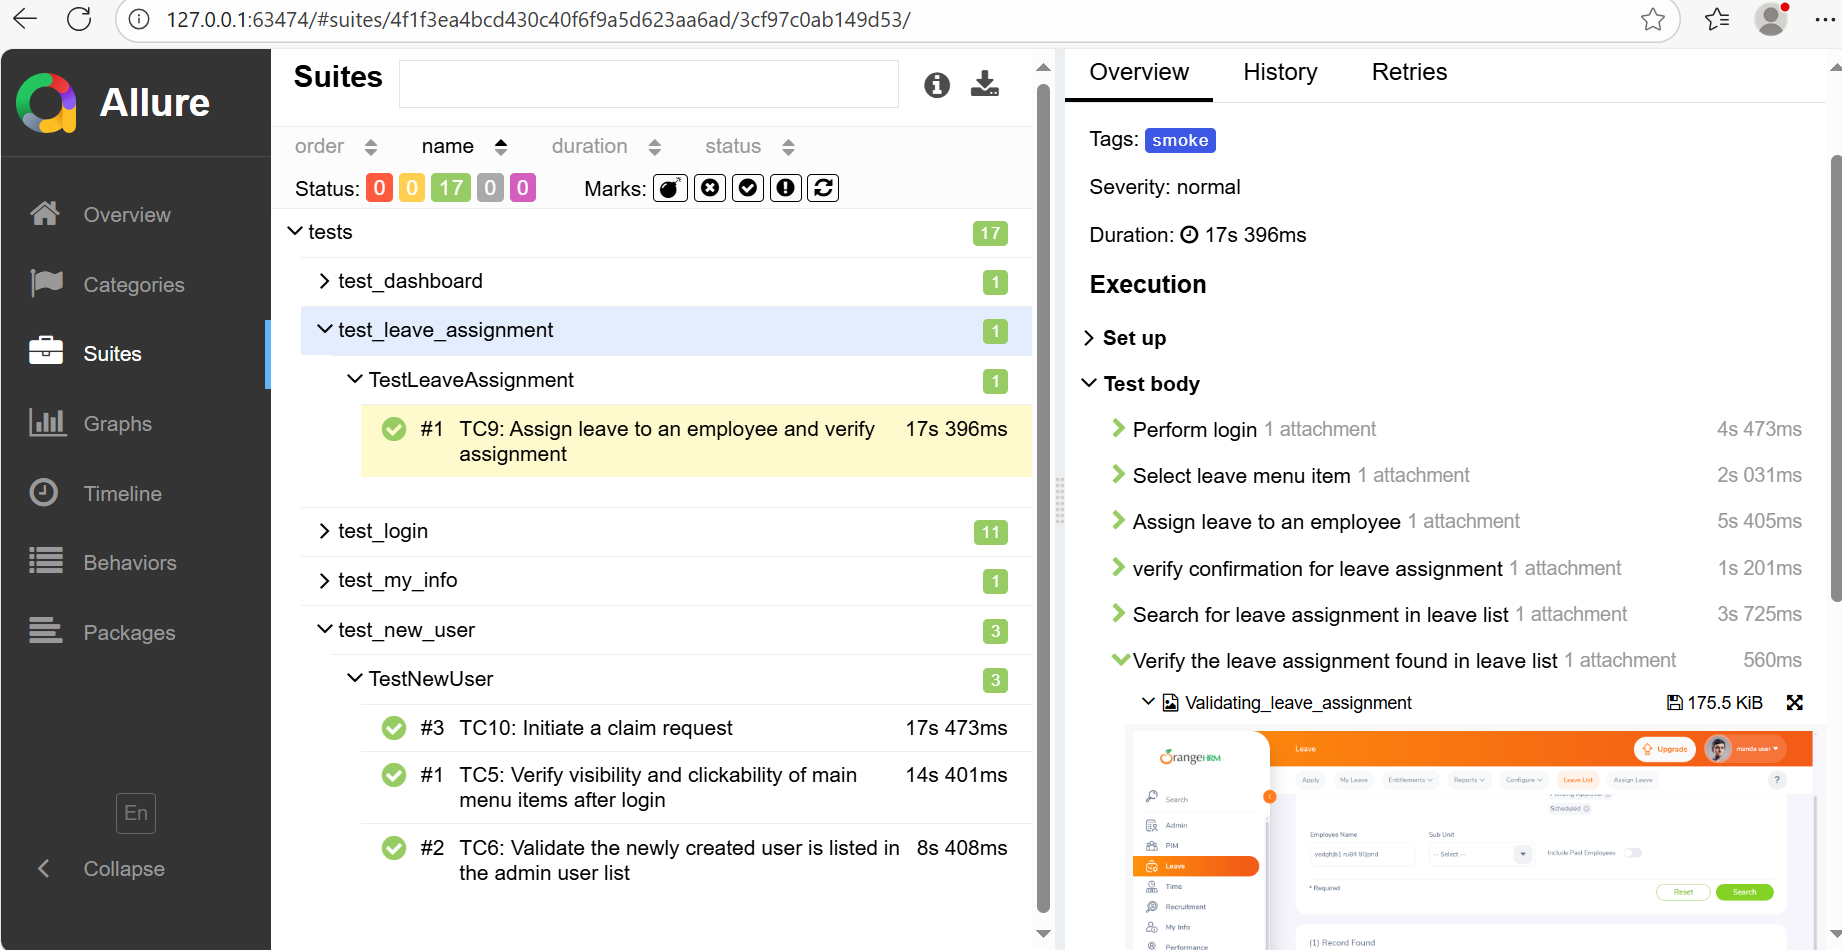 127.0.0.1:63474/#suites/4f1f3ea4bcd430c40f6f9a5d623aa6ad/3cf97c0ab149d53/
Allure
Overview
Categories
Suites
Graphs
Timeline
Behaviors
Packages
En
Collapse
Suites
order name duration status
Status: 0 0 17 0 0 Marks:
tests 17
test_dashboard 1
test_leave_assignment 1
TestLeaveAssignment 1
#1 TC9: Assign leave to an employee and verify 17s 396ms
assignment
test_login 11
test_my_info 1
test_new_user 3
TestNewUser 3
#3 TC10: Initiate a claim request 17s 473ms
#1 TC5: Verify visibility and clickability of main 14s 401ms
menu items after login
#2 TC6: Validate the newly created user is listed in 8s 408ms
the admin user list
Overview History Retries
Tags: smoke
Severity: normal
Duration: 17s 396ms
Execution
Set up
Test body
Perform login 1 attachment 4s 473ms
Select leave menu item 1 attachment 2s 031ms
Assign leave to an employee 1 attachment 5s 405ms
verify confirmation for leave assignment 1 attachment 1s 201ms
Search for leave assignment in leave list 1 attachment 3s 725ms
Verify the leave assignment found in leave list 1 attachment 560ms
Validating_leave_assignment 175.5 KiB
OrangeHRM
Leave
Upgrade
manda user
Apply My Leave Entitlements Reports Configure Leave List Assign Leave ?
Search
Admin
PIM
Leave
Time
Recruitment
My Info
Performance
Scheduled
Employee Name Sub Unit
-- Select -- Include Past Employees
* Required
Reset Search
(1) Record Found